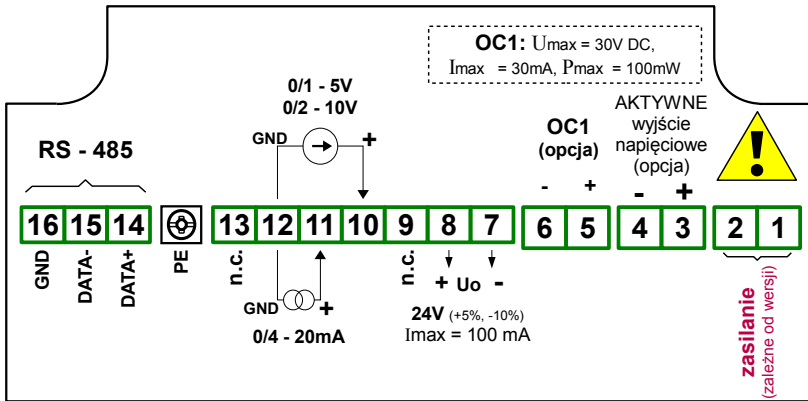 OC1: Umax = 30V DC,
Imax = 30mA, Pmax = 100mW
0/1 - 5V
0/2 - 10V
GND
+
RS - 485
OC1
(opcja)
- +
AKTYWNE
wyjście
napięciowe
(opcja)
- +
!
16 15 14 13 12 11 10 9 8 7 6 5 4 3 2 1
GND
DATA-
DATA+
PE
n.c.
GND
+
0/4 - 20mA
n.c.
+ Uo -
24V (+5%, -10%)
Imax = 100 mA
zasilanie
(zależne od wersji)